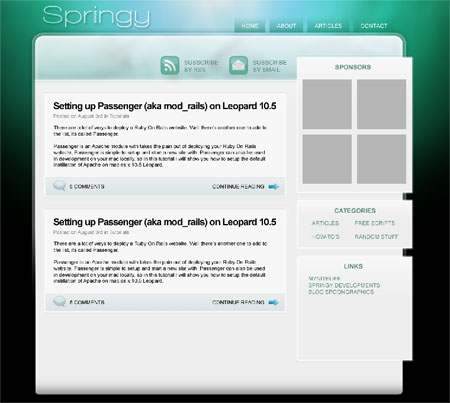 Springy
HOME ABOUT ARTICLES CONTACT
SUBSCRIBE BY RSS
SUBSCRIBE BY EMAIL
Setting up Passenger (aka mod_rails) on Leopard 10.5
Posted on August 3rd in Tutorials
There are a lot of ways to deploy a Ruby On Rails website. Well there's another one to add to
the list, its called Passenger.
Passenger is an Apache module with takes the pain out of deploying your Ruby On Rails
website. Passenger is simple to setup and start a new site with. Passenger can also be used
in development on your mac locally, so in this tutorial I will show you how to setup the default
instillation of Apache on mac os x 10.5 Leopard.
5 COMMENTS CONTINUE READING
Setting up Passenger (aka mod_rails) on Leopard 10.5
Posted on August 3rd in Tutorials
There are a lot of ways to deploy a Ruby On Rails website. Well there's another one to add to
the list, its called Passenger.
Passenger is an Apache module with takes the pain out of deploying your Ruby On Rails
website. Passenger is simple to setup and start a new site with. Passenger can also be used
in development on your mac locally, so in this tutorial I will show you how to setup the default
instillation of Apache on mac os x 10.5 Leopard.
5 COMMENTS CONTINUE READING
SPONSORS
CATEGORIES
ARTICLES FREE SCRIPTS
HOW-TO'S RANDOM STUFF
LINKS
SPRINGY DEVELOPMENTS
BLOG SPOONGRAPHICS